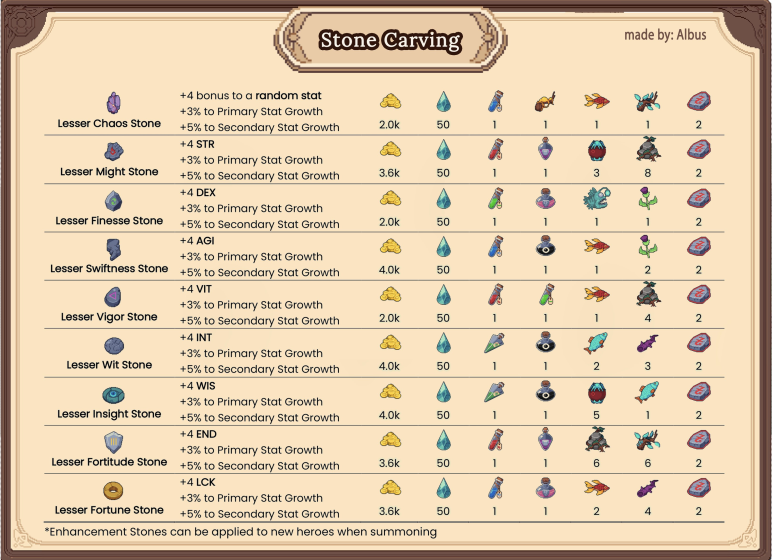 Stone Carving
made by: Albus
+4 bonus to a random stat
+3% to Primary Stat Growth
Lesser Chaos Stone
+5% to Secondary Stat Growth
2.0k 50 1 1 1 1 2
+4 STR
+3% to Primary Stat Growth
Lesser Might Stone
+5% to Secondary Stat Growth
3.6k 50 1 1 3 8 2
+4 DEX
+3% to Primary Stat Growth
Lesser Finesse Stone
+5% to Secondary Stat Growth
2.0k 50 1 1 1 1 2
+4 AGI
+3% to Primary Stat Growth
Lesser Swiftness Stone
+5% to Secondary Stat Growth
4.0k 50 1 1 1 2 2
+4 VIT
+3% to Primary Stat Growth
Lesser Vigor Stone
+5% to Secondary Stat Growth
2.0k 50 1 1 1 4 2
+4 INT
+3% to Primary Stat Growth
Lesser Wit Stone
+5% to Secondary Stat Growth
4.0k 50 1 1 2 3 2
+4 WIS
+3% to Primary Stat Growth
Lesser Insight Stone
+5% to Secondary Stat Growth
4.0k 50 1 1 5 1 2
+4 END
+3% to Primary Stat Growth
Lesser Fortitude Stone
+5% to Secondary Stat Growth
3.6k 50 1 1 6 6 2
+4 LCK
+3% to Primary Stat Growth
Lesser Fortune Stone
+5% to Secondary Stat Growth
3.6k 50 1 1 2 4 2
*Enhancement Stones can be applied to new heroes when summoning